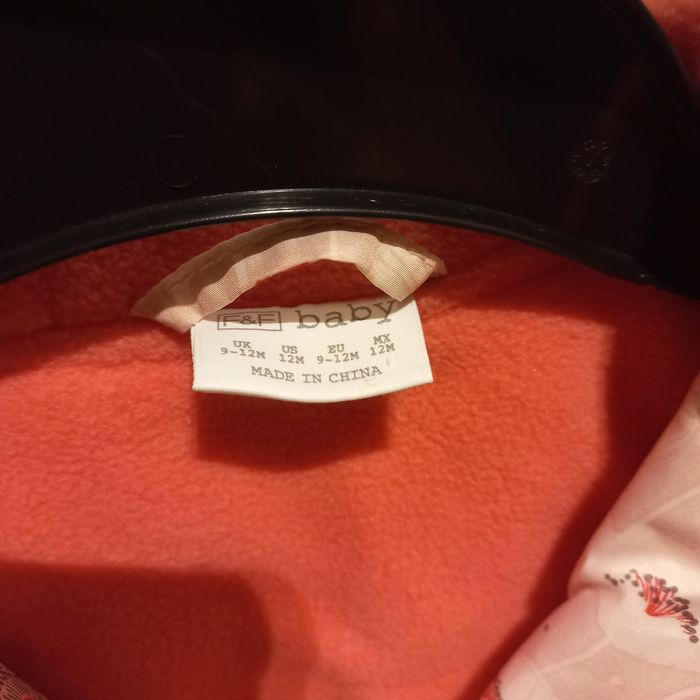 F&F baby
UK US EU MX
9-12M 12M 9-12M 12M
MADE IN CHINA